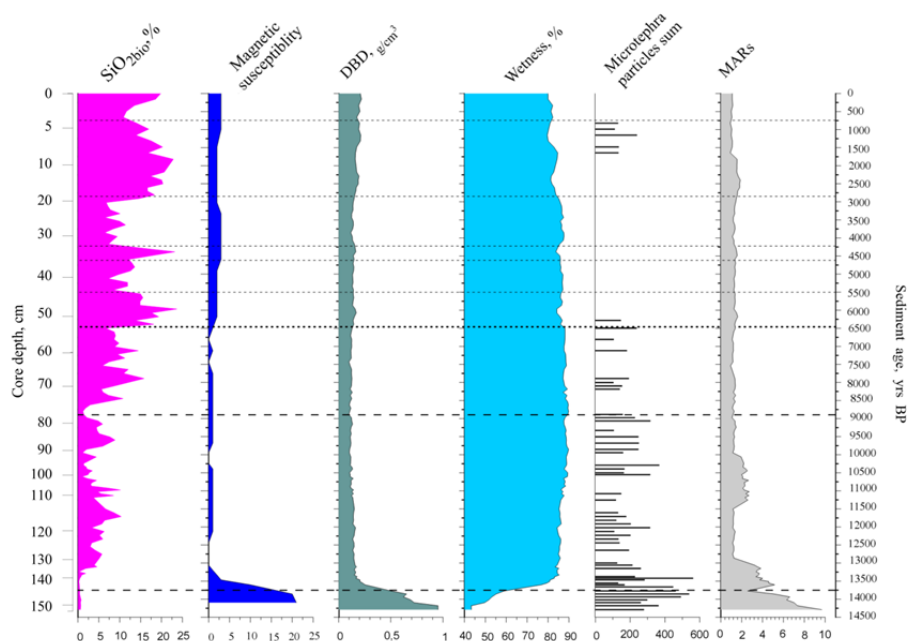 SiO2bio,%
Magnetic
susceptiblity
DBD, g/cm³
Wetness, %
Microtephra
particles sum
MARs
Core depth, cm
0
5
10
20
30
40
50
60
70
80
90
100
110
120
130
140
150
Sediment age, yrs BP
0
500
1000
1500
2000
2500
3000
3500
4000
4500
5000
5500
6000
6500
7000
7500
8000
8500
9000
9500
10000
10500
11000
11500
12000
12500
13000
13500
14000
14500
0 5 10 15 20 25
0 5 10 15 20 25
0 0,5 1
40 50 60 70 80 90
0 200 400 600
0 2 4 6 8 10